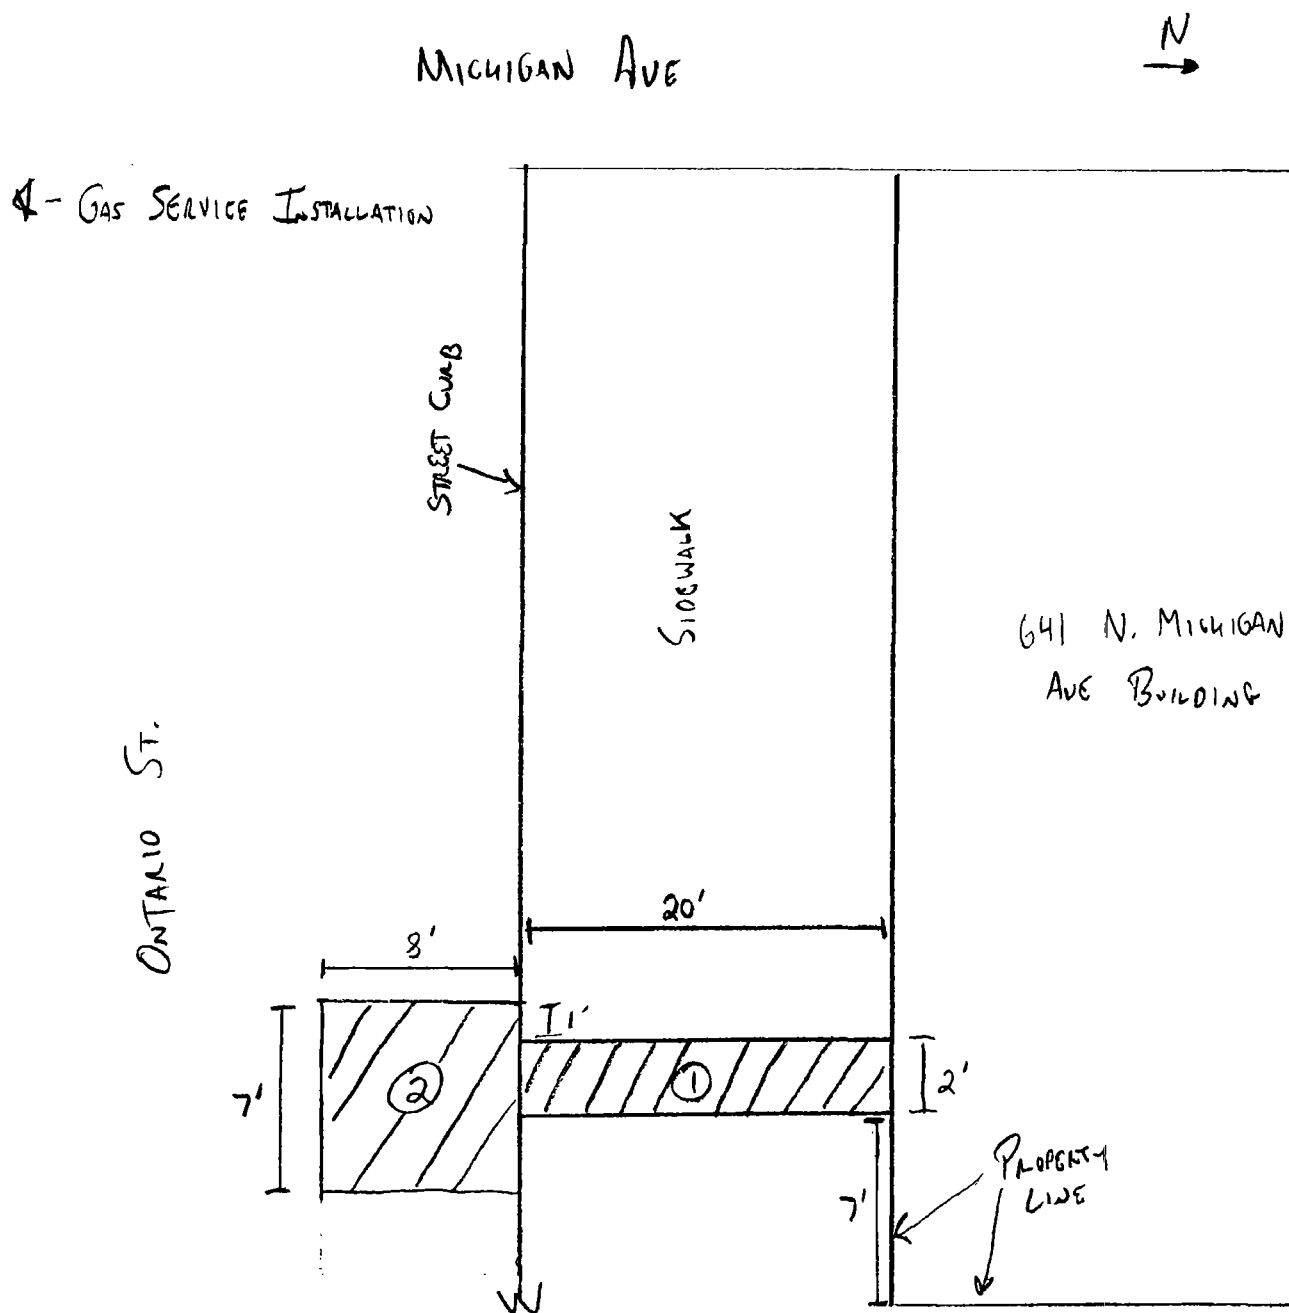 MICHIGAN AVE
N
- GAS SERVICE INSTALLATION
STREET CURB
SIDEWALK
641 N. MICHIGAN
AVE BUILDING
ONTARIO ST.
20'
8'
1'
2
1
2'
7'
7'
PROPERTY
LINE